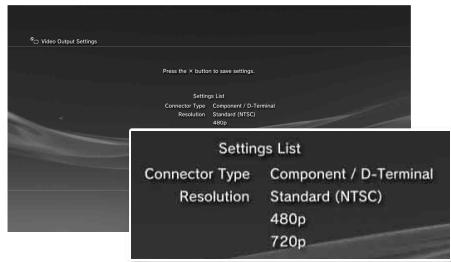 Video Output Settings
Press the × button to save settings.
Settings List
Connector Type Component / D-Terminal
Resolution Standard (NTSC)
480p
Settings List
Connector Type Component / D-Terminal
Resolution Standard (NTSC)
480p
720p